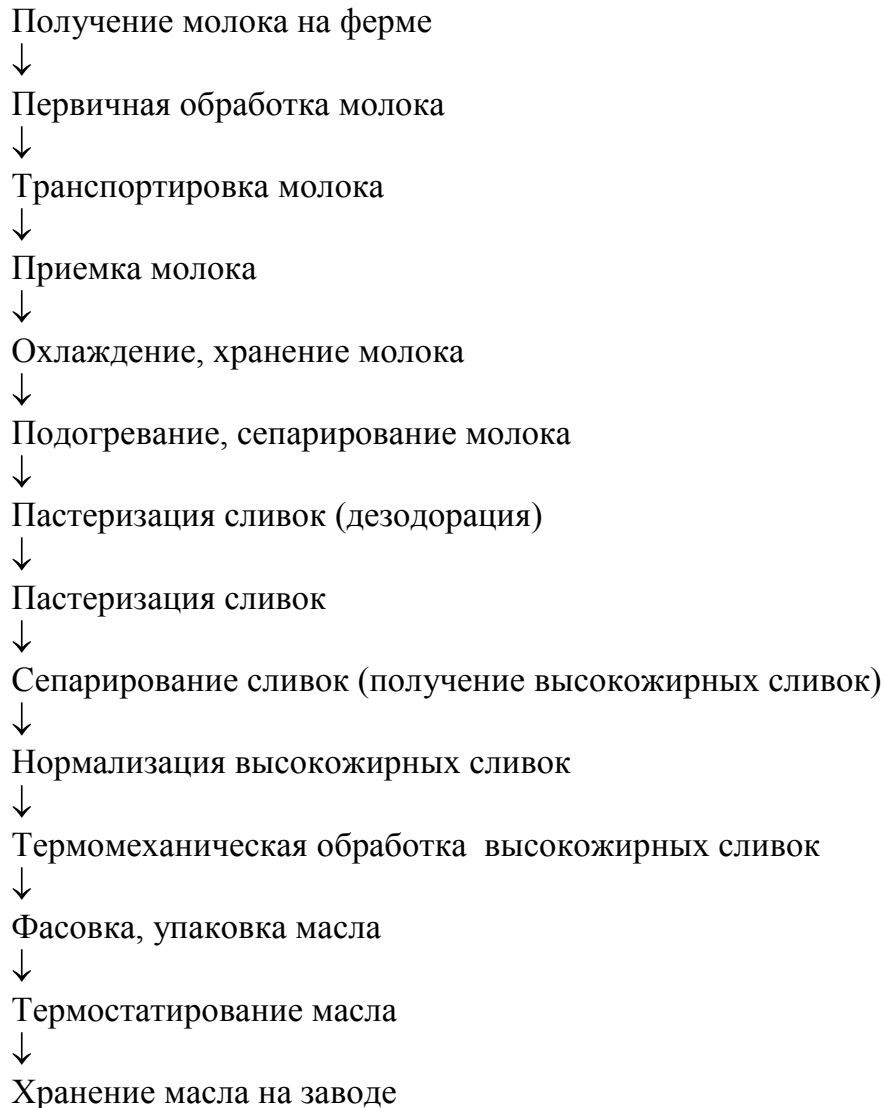 Получение молока на ферме
↓
Первичная обработка молока
↓
Транспортировка молока
↓
Приемка молока
↓
Охлаждение, хранение молока
↓
Подогревание, сепарирование молока
↓
Пастеризация сливок (дезодорация)
↓
Пастеризация сливок
↓
Сепарирование сливок (получение высокожирных сливок)
↓
Нормализация высокожирных сливок
↓
Термомеханическая обработка  высокожирных сливок
↓
Фасовка, упаковка масла
↓
Термостатирование масла
↓
Хранение масла на заводе